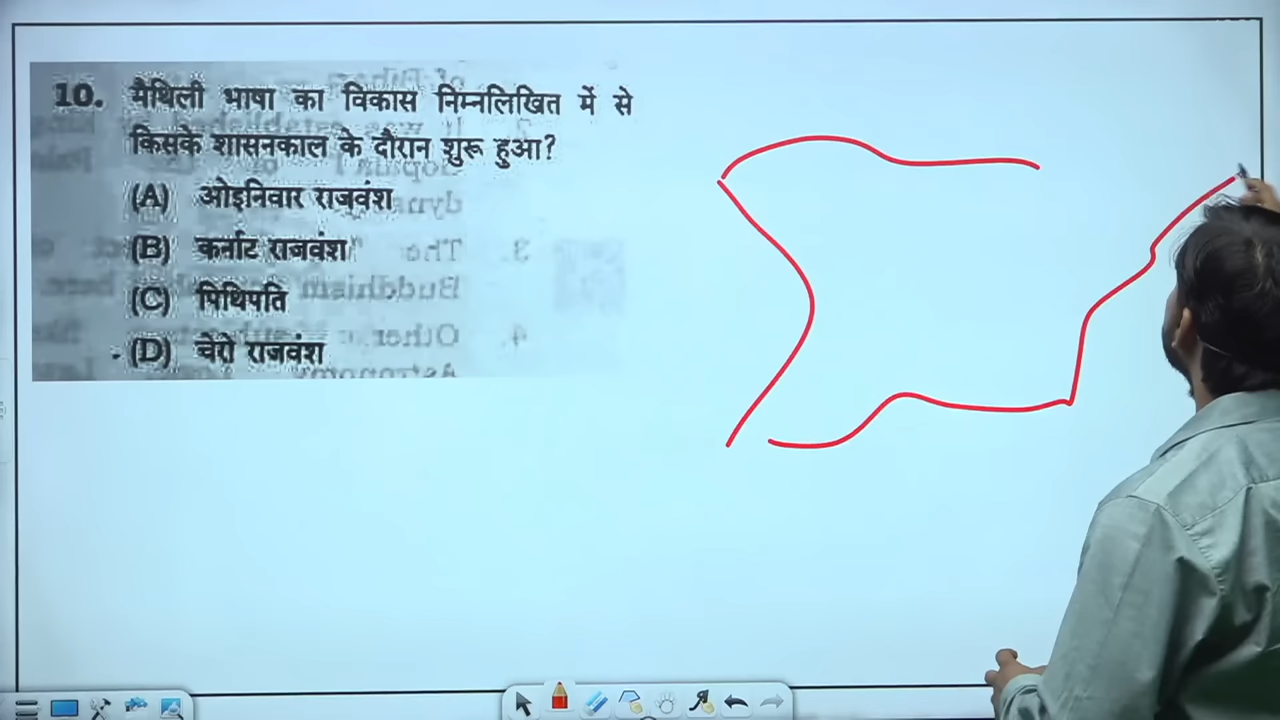 10. मैथिली भाषा का विकास निम्नलिखित में से
किसके शासनकाल के दौरान शुरू हुआ?
(A) ओइनिवार राजवंश
(B) कर्नाट राजवंश
(C) पिथिपति
(D) चेरो राजवंश